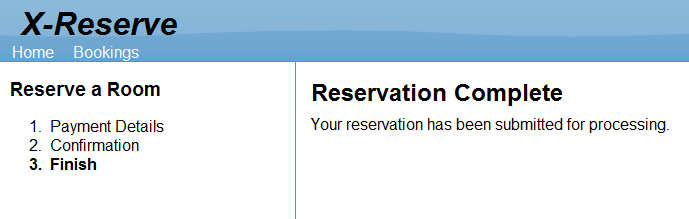 X-Reserve
Home Bookings
Reserve a Room
1. Payment Details
2. Confirmation
3. Finish
Reservation Complete
Your reservation has been submitted for processing.